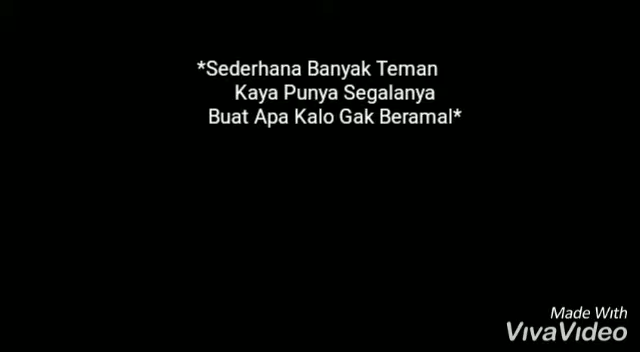 *Sederhana Banyak Teman
Kaya Punya Segalanya
Buat Apa Kalo Gak Beramal*
Made With
VivaVideo